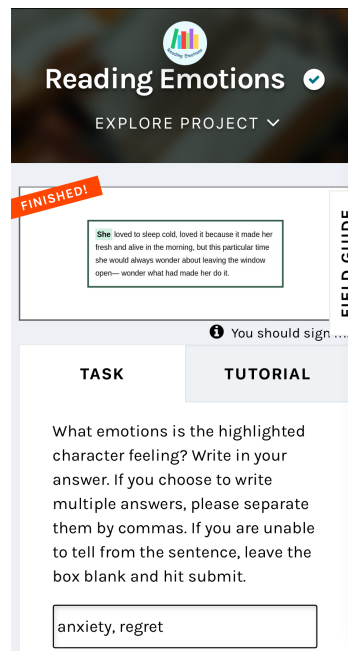 Reading Emotions
Reading Emotions
EXPLORE PROJECT
FINISHED!
She loved to sleep cold, loved it because it made her
fresh and alive in the morning, but this particular time
she would always wonder about leaving the window
open— wonder what had made her do it.
FIELD GUIDE
You should sign
TASK
TUTORIAL
What emotions is the highlighted
character feeling? Write in your
answer. If you choose to write
multiple answers, please separate
them by commas. If you are unable
to tell from the sentence, leave the
box blank and hit submit.
anxiety, regret